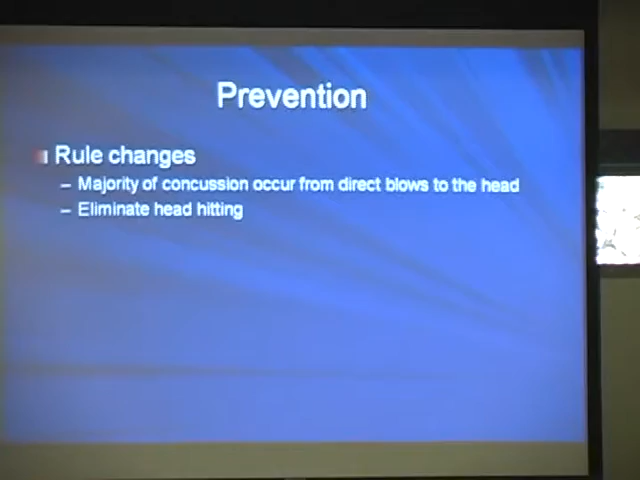 Prevention
Rule changes
– Majority of concussion occur from direct blows to the head
– Eliminate head hitting